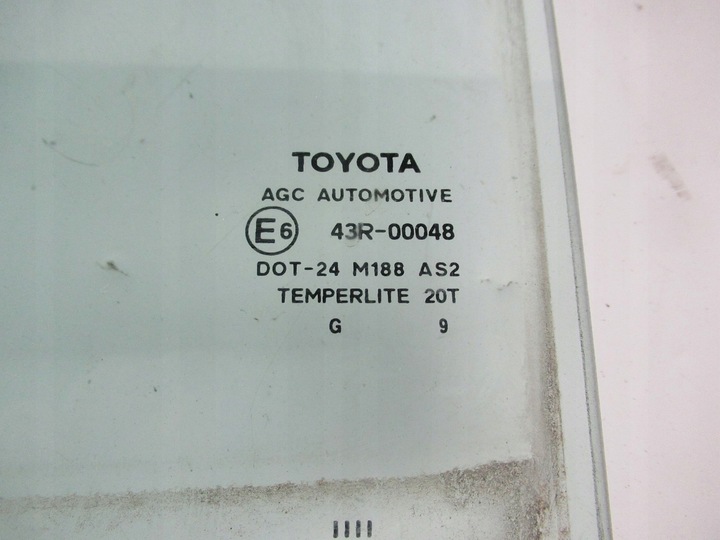 TOYOTA
AGC AUTOMOTIVE
E6 43R-00048
DOT-24 M188 AS2
TEMPERLITE 20T
G 9